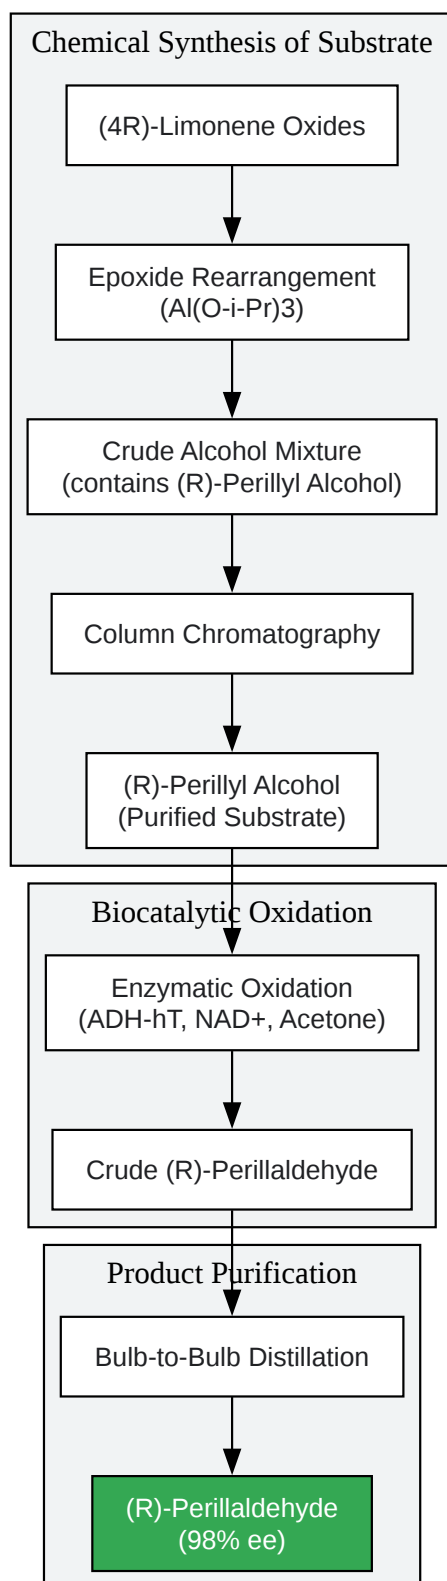 Chemical Synthesis of Substrate
(4R)-Limonene Oxides
Epoxide Rearrangement
(Al(O-i-Pr)3)
Crude Alcohol Mixture
(contains (R)-Perillyl Alcohol)
Column Chromatography
(R)-Perillyl Alcohol
(Purified Substrate)
Biocatalytic Oxidation
Enzymatic Oxidation
(ADH-hT, NAD+, Acetone)
Crude (R)-Perillaldehyde
Product Purification
Bulb-to-Bulb Distillation
(R)-Perillaldehyde
(98% ee)